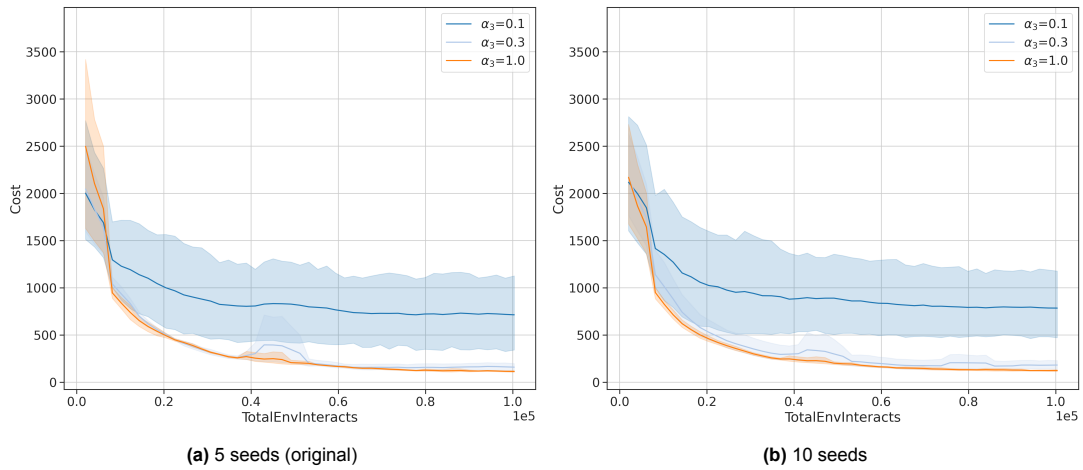 α₃=0.1
α₃=0.3
α₃=1.0
3500
3000
2500
2000
1500
1000
500
0
Cost
0.0 0.2 0.4 0.6 0.8 1.0
1e5
TotalEnvInteracts
(a) 5 seeds (original)
α₃=0.1
α₃=0.3
α₃=1.0
3500
3000
2500
2000
1500
1000
500
0
Cost
0.0 0.2 0.4 0.6 0.8 1.0
1e5
TotalEnvInteracts
(b) 10 seeds